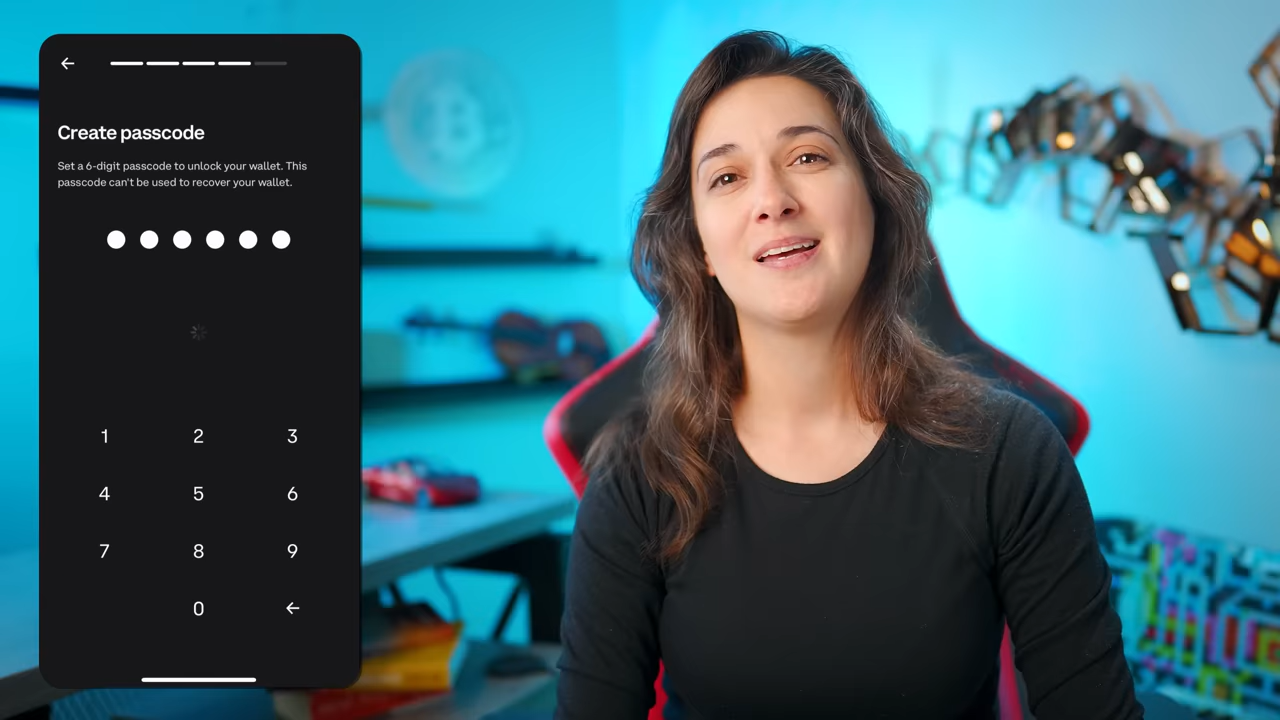 Create passcode
Set a 6-digit passcode to unlock your wallet. This
passcode can't be used to recover your wallet.
1 2 3
4 5 6
7 8 9
0